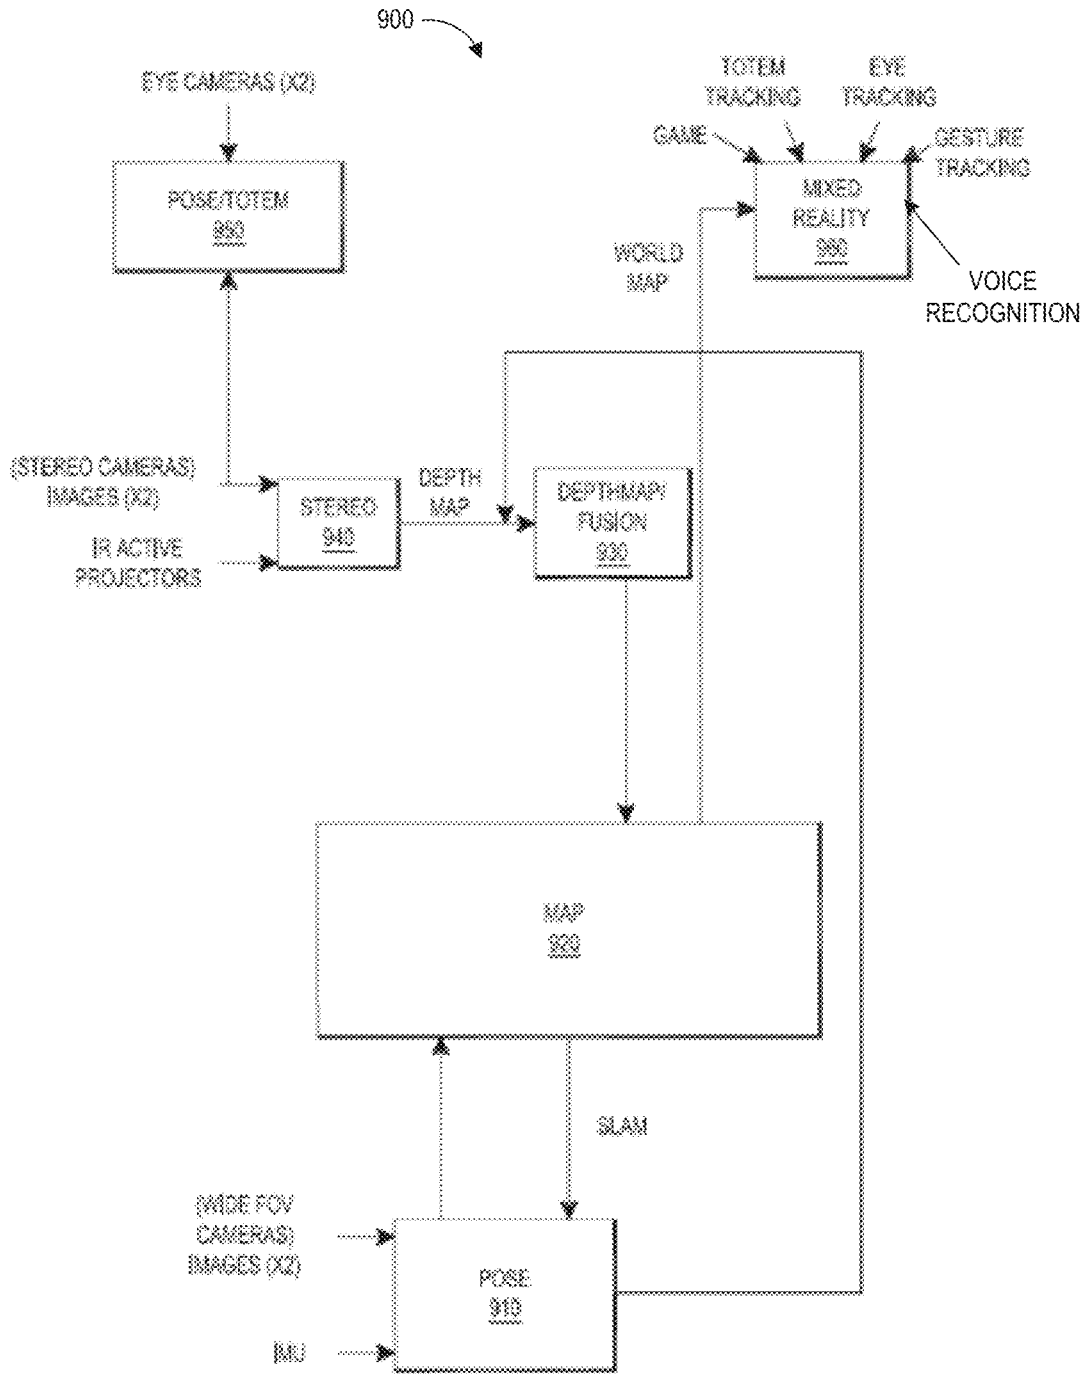 900
EYE CAMERAS (X2)
TOTEM
TRACKING
EYE
TRACKING
GAME
GESTURE
TRACKING
POSE/TOTEM
950
MIXED
REALITY
960
WORLD
MAP
VOICE
RECOGNITION
(STEREO CAMERAS)
IMAGES (X2)
DEPTH
MAP
STEREO
940
DEPTHMAP/
FUSION
930
IR ACTIVE
PROJECTORS
MAP
920
SLAM
(WIDE FOV
CAMERAS)
IMAGES (X2)
POSE
910
IMU